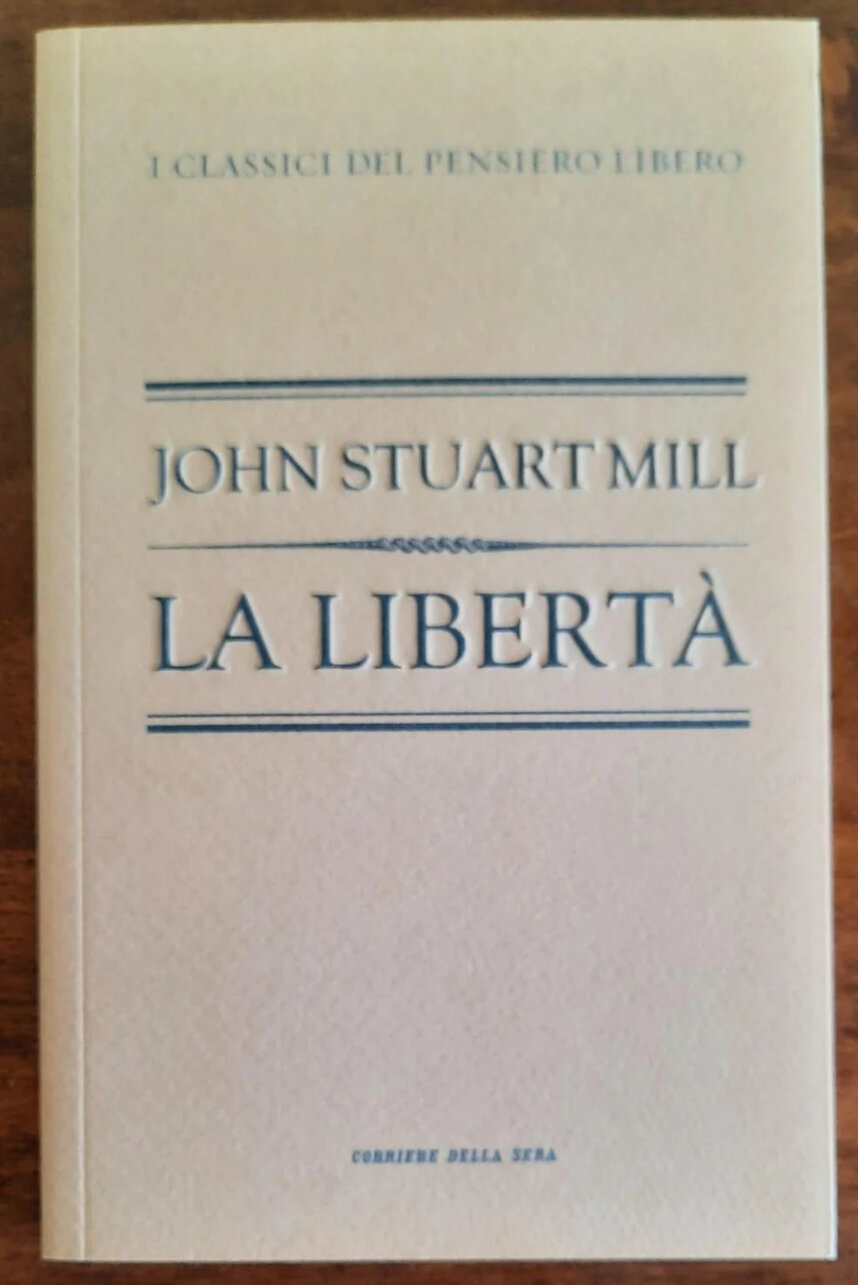 I CLASSICI DEL PENSIERO LIBERO
JOHN STUART MILL
LA LIBERTÀ
CORRIERE DELLA SERA